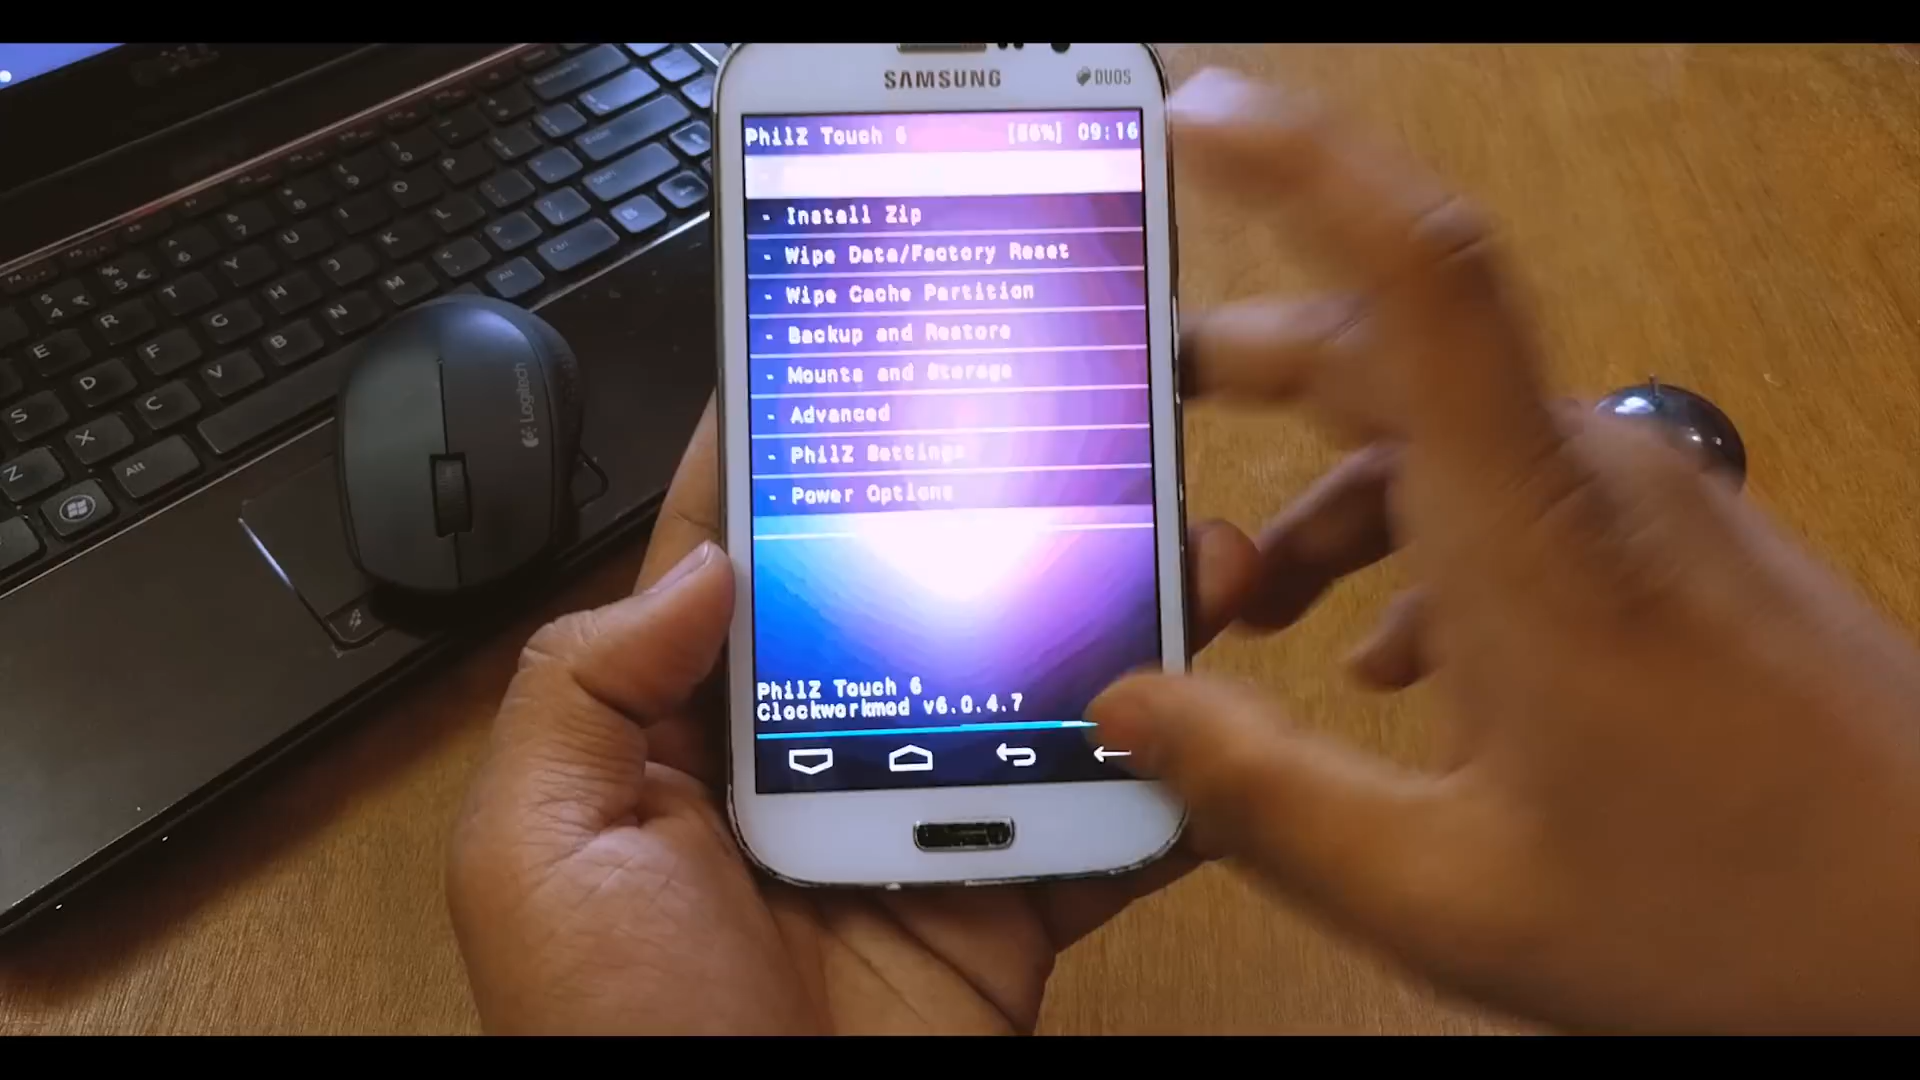 SAMSUNG
DUOS
PhilZ Touch 6 [86%] 09:16
- Install Zip
- Wipe Data/Factory Reset
- Wipe Cache Partition
- Backup and Restore
- Mounts and Storage
- Advanced
- PhilZ Settings
- Power Options
PhilZ Touch 6
Clockworkmod v6.0.4.7
Logitech